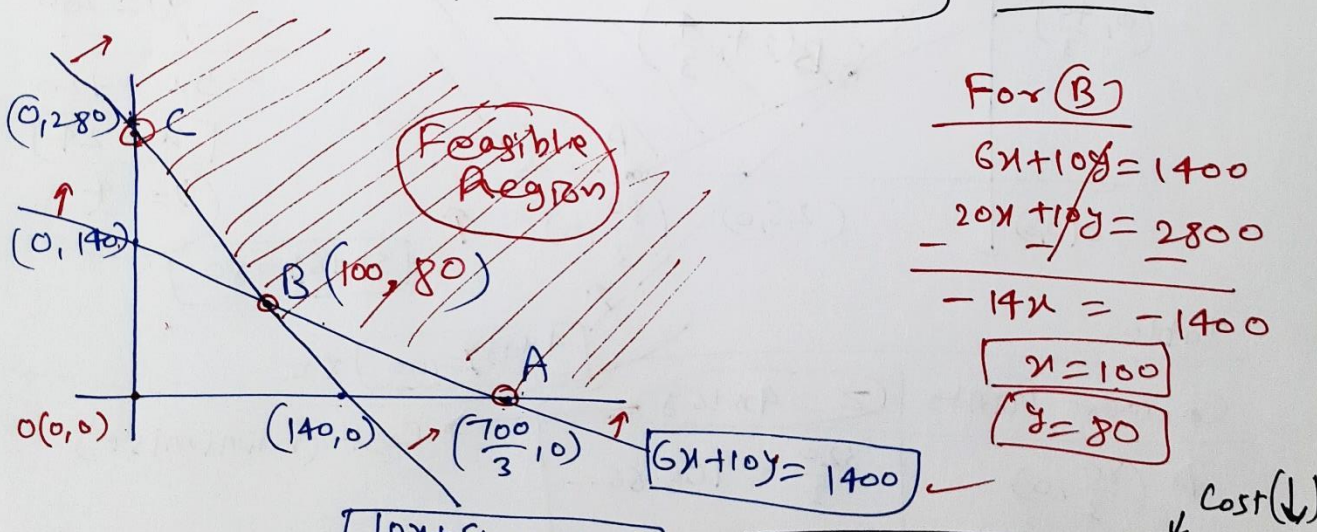 (0,280) C
Feasible
Region
(0,140)
B (100, 80)
A
0(0,0)
(140,0)
(700/3, 0)
6x+10y = 1400
For (B)
6x+10y = 1400
20x+10y = 2800
-14x = -1400
x=100
y=80
Cost(↓)